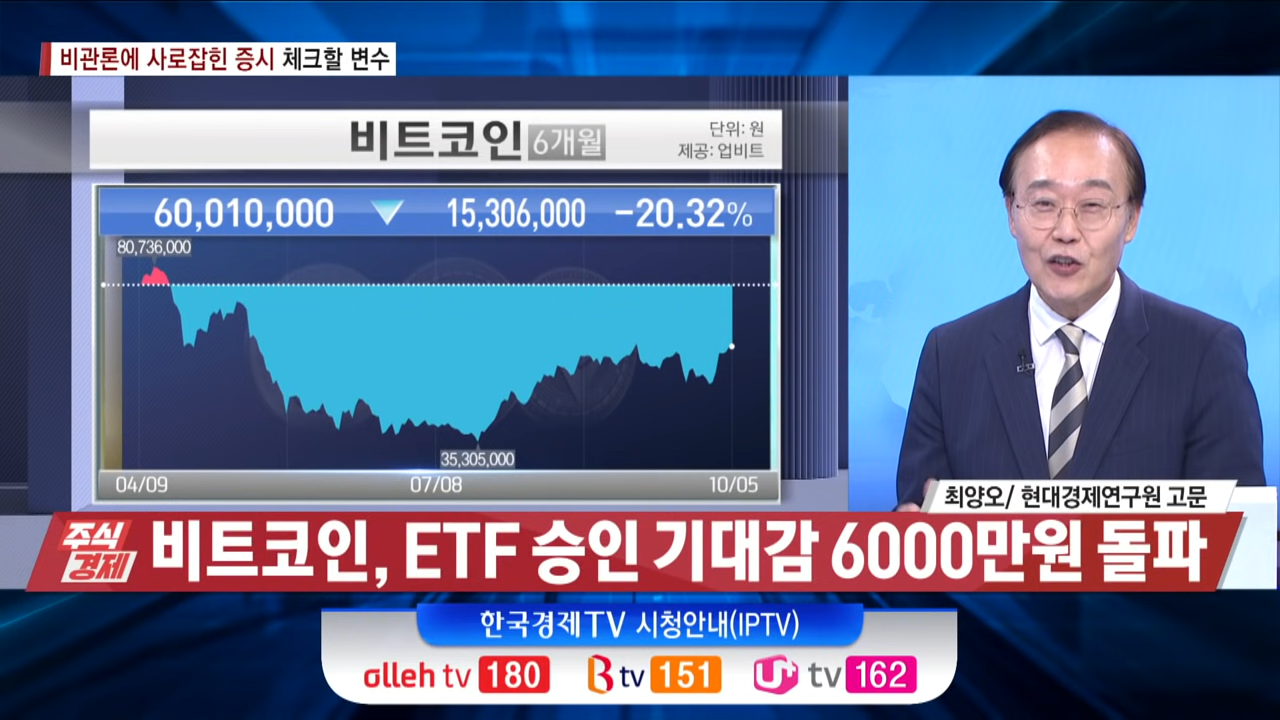 비관론에 사로잡힌 증시 체크할 변수
비트코인 6개월
단위: 원
제공: 업비트
60,010,000 ▼ 15,306,000 -20.32%
80,736,000
35,305,000
04/09 07/08 10/05
최양오/ 현대경제연구원 고문
주식
경제
비트코인, ETF 승인 기대감 6000만원 돌파
한국경제TV 시청안내(IPTV)
olleh tv 180 B tv 151 U+ tv 162